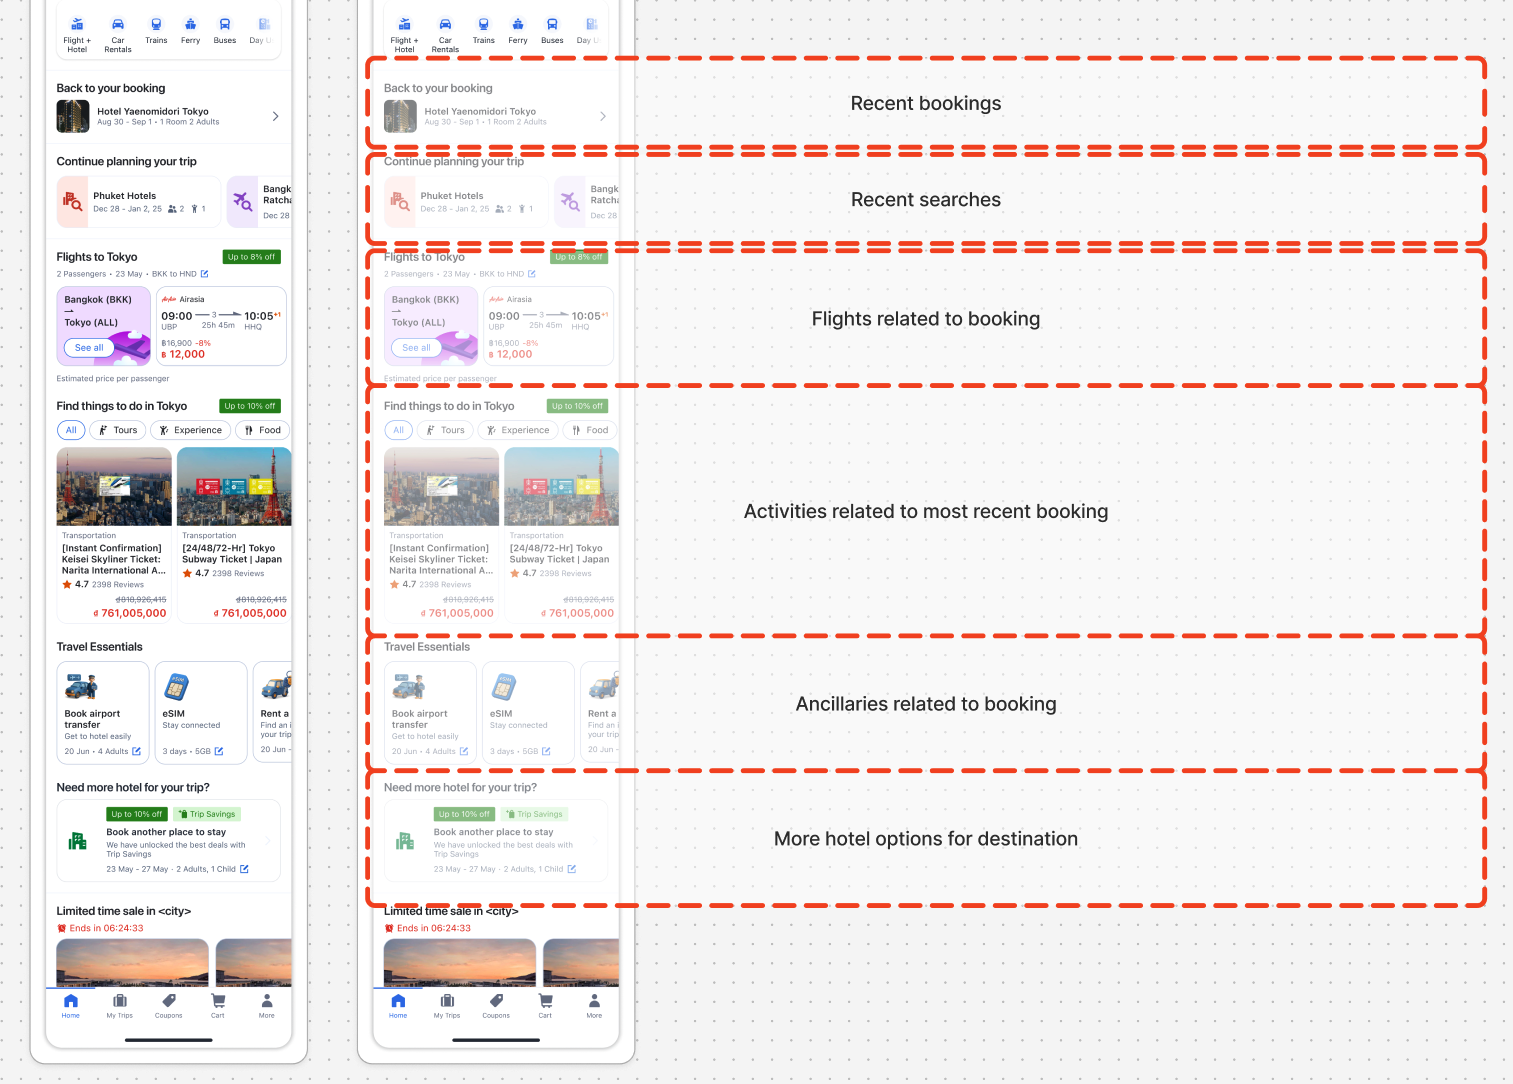 Flight +
Hotel
Car
Rentals
Trains
Ferry
Buses
Day U
Back to your booking
Hotel Yaenomidori Tokyo
Aug 30 - Sep 1 • 1 Room 2 Adults
Continue planning your trip
Phuket Hotels
Dec 28 - Jan 2, 25
2
1
Bangk
Ratcha
Dec 28
Flights to Tokyo
Up to 8% off
2 Passengers • 23 May • BKK to HND
Bangkok (BKK)
→
Tokyo (ALL)
See all
Airasia
09:00
3
10:05+1
UBP
25h 45m
HHQ
฿16,900 -8%
฿ 12,000
Estimated price per passenger
Find things to do in Tokyo
Up to 10% off
All
Tours
Experience
Food
Transportation
[Instant Confirmation]
Keisei Skyliner Ticket:
Narita International A...
4.7 2398 Reviews
₫818,926,415
₫ 761,005,000
Transportation
[24/48/72-Hr] Tokyo
Subway Ticket | Japan
4.7 2398 Reviews
₫818,926,415
₫ 761,005,000
Travel Essentials
Book airport
transfer
Get to hotel easily
20 Jun • 4 Adults
eSIM
eSIM
Stay connected
3 days • 5GB
Rent a
Find an i
your trip
20 Jun -
Need more hotel for your trip?
Up to 10% off
Trip Savings
Book another place to stay
We have unlocked the best deals with
Trip Savings
23 May - 27 May · 2 Adults, 1 Child
Limited time sale in <city>
Ends in 06:24:33
Home
My Trips
Coupons
Cart
More
Flight +
Hotel
Car
Rentals
Trains
Ferry
Buses
Day U
Back to your booking
Hotel Yaenomidori Tokyo
Aug 30 - Sep 1 • 1 Room 2 Adults
Recent bookings
Continue planning your trip
Phuket Hotels
Dec 28 - Jan 2, 25
2
1
Bangk
Ratcha
Dec 28
Recent searches
Flights to Tokyo
Up to 8% off
2 Passengers • 23 May • BKK to HND
Bangkok (BKK)
→
Tokyo (ALL)
See all
Airasia
09:00
3
10:05+1
UBP
25h 45m
HHQ
฿16,900 -8%
฿ 12,000
Estimated price per passenger
Flights related to booking
Find things to do in Tokyo
Up to 10% off
All
Tours
Experience
Food
Transportation
[Instant Confirmation]
Keisei Skyliner Ticket:
Narita International A...
4.7 2398 Reviews
₫818,926,415
₫ 761,005,000
Transportation
[24/48/72-Hr] Tokyo
Subway Ticket | Japan
4.7 2398 Reviews
₫818,926,415
₫ 761,005,000
Activities related to most recent booking
Travel Essentials
Book airport
transfer
Get to hotel easily
20 Jun • 4 Adults
eSIM
eSIM
Stay connected
3 days • 5GB
Rent a
Find an i
your trip
20 Jun -
Ancillaries related to booking
Need more hotel for your trip?
Up to 10% off
Trip Savings
Book another place to stay
We have unlocked the best deals with
Trip Savings
23 May - 27 May · 2 Adults, 1 Child
More hotel options for destination
Limited time sale in <city>
Ends in 06:24:33
Home
My Trips
Coupons
Cart
More